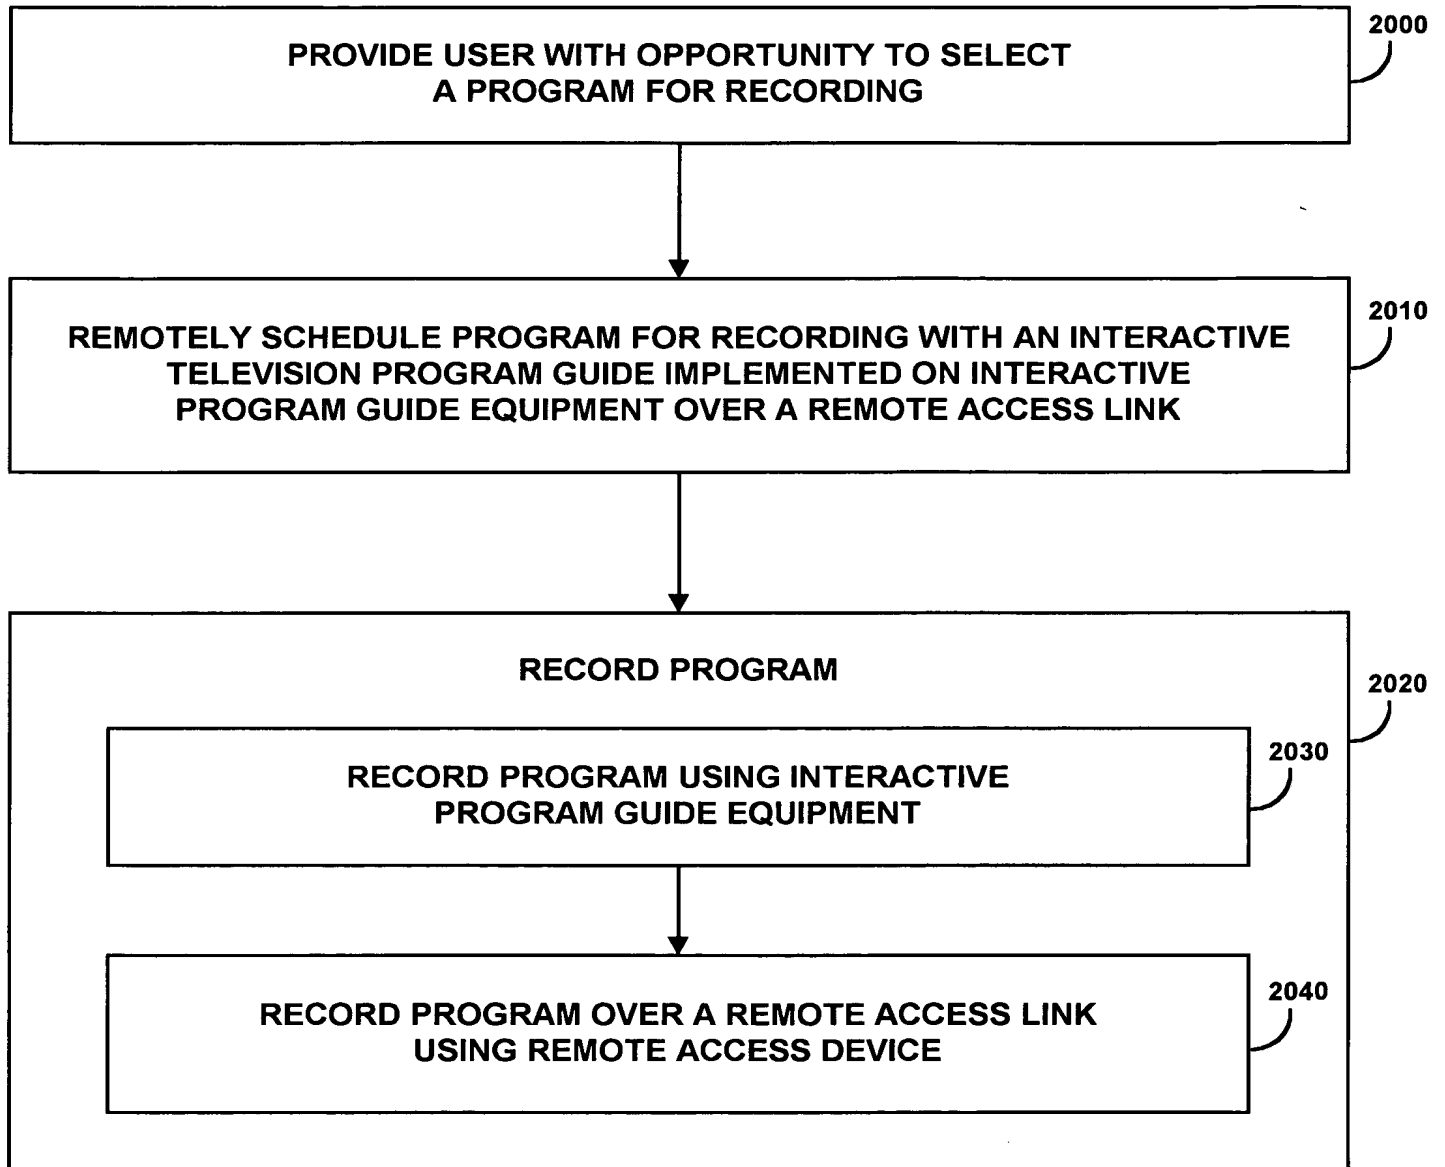 PROVIDE USER WITH OPPORTUNITY TO SELECT
A PROGRAM FOR RECORDING
2000
REMOTELY SCHEDULE PROGRAM FOR RECORDING WITH AN INTERACTIVE
TELEVISION PROGRAM GUIDE IMPLEMENTED ON INTERACTIVE
PROGRAM GUIDE EQUIPMENT OVER A REMOTE ACCESS LINK
2010
RECORD PROGRAM
2020
RECORD PROGRAM USING INTERACTIVE
PROGRAM GUIDE EQUIPMENT
2030
RECORD PROGRAM OVER A REMOTE ACCESS LINK
USING REMOTE ACCESS DEVICE
2040